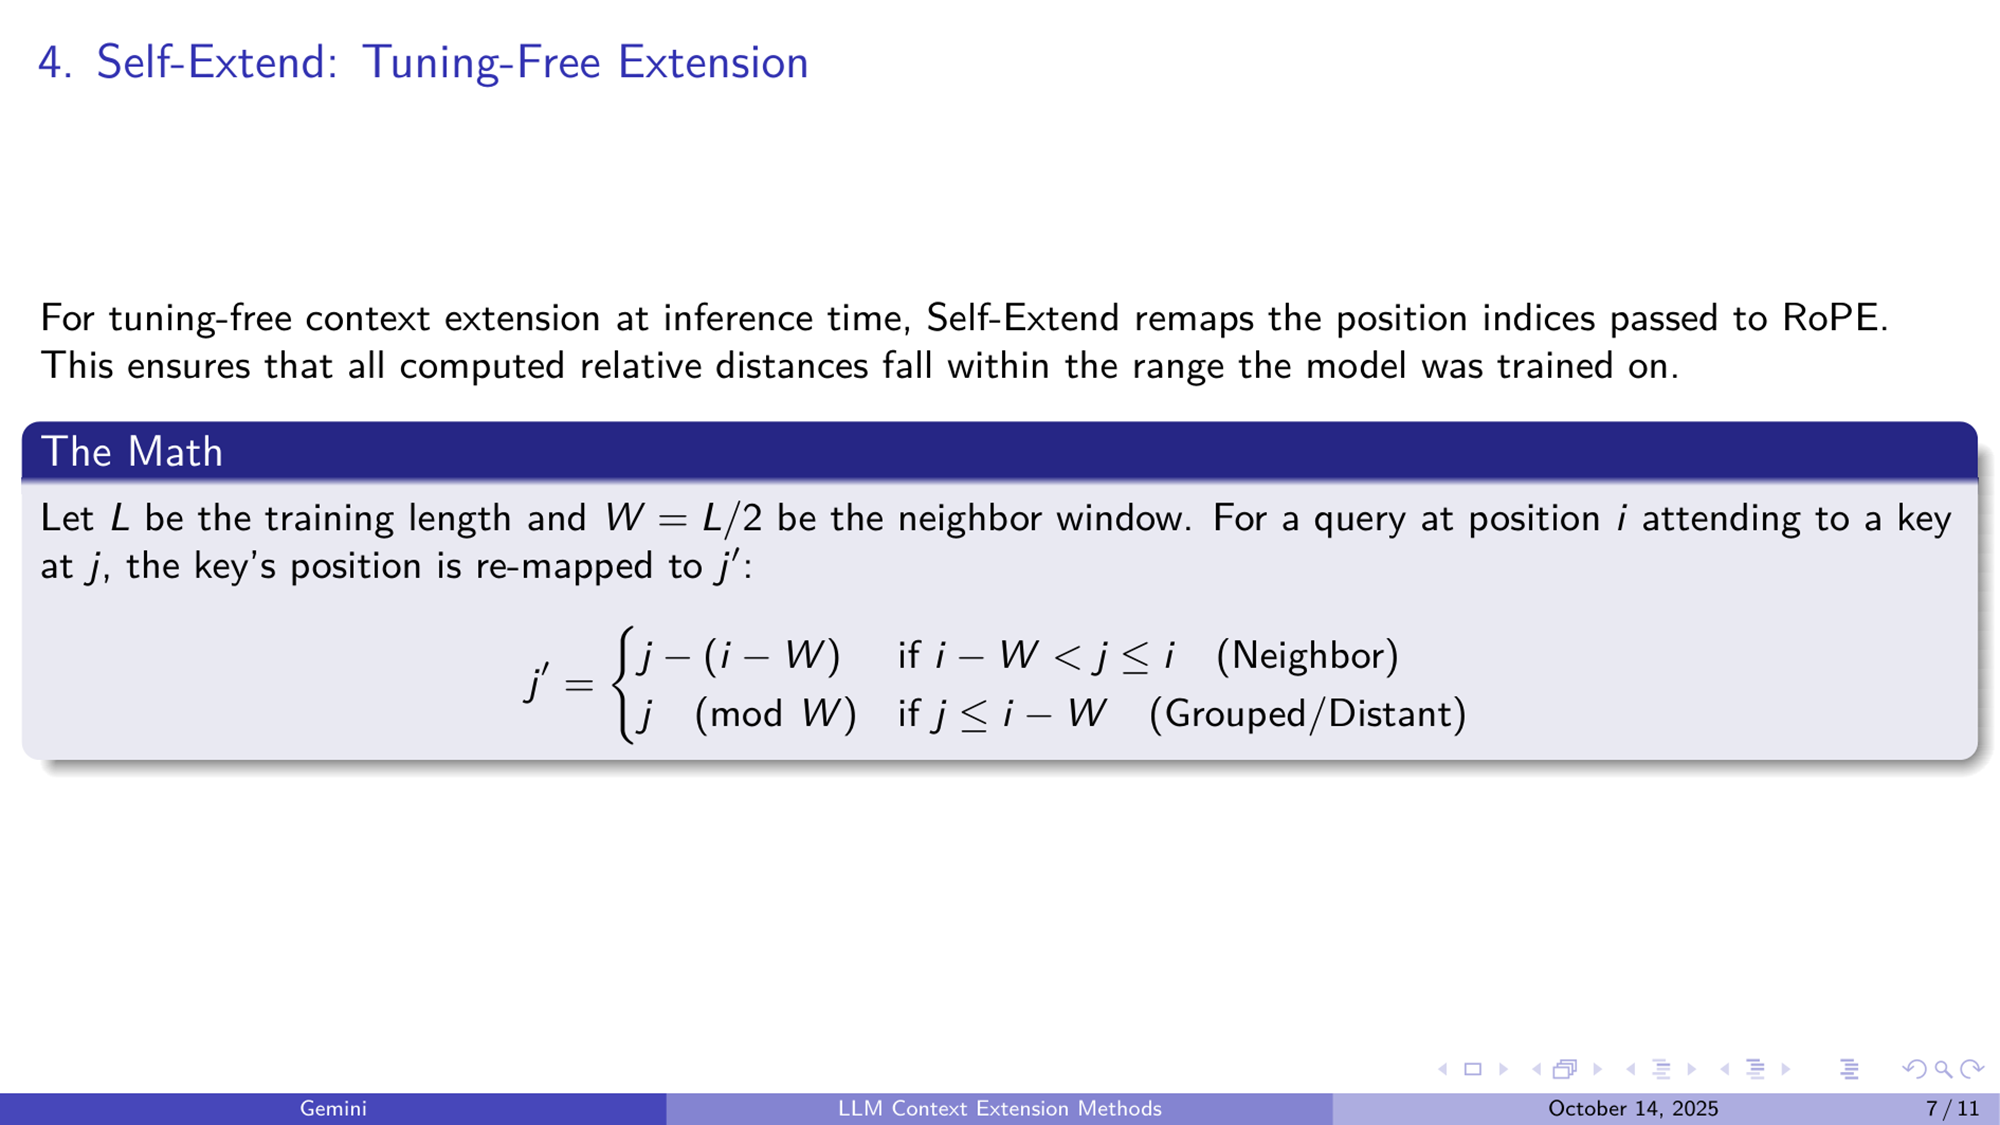 4. Self-Extend: Tuning-Free Extension
For tuning-free context extension at inference time, Self-Extend remaps the position indices passed to RoPE.
This ensures that all computed relative distances fall within the range the model was trained on.
The Math
Let L be the training length and W = L/2 be the neighbor window. For a query at position i attending to a key
at j, the key's position is re-mapped to j′:
j′ = { j − (i − W) if i − W < j ≤ i (Neighbor)
j (mod W) if j ≤ i − W (Grouped/Distant)
Gemini LLM Context Extension Methods October 14, 2025 7 / 11